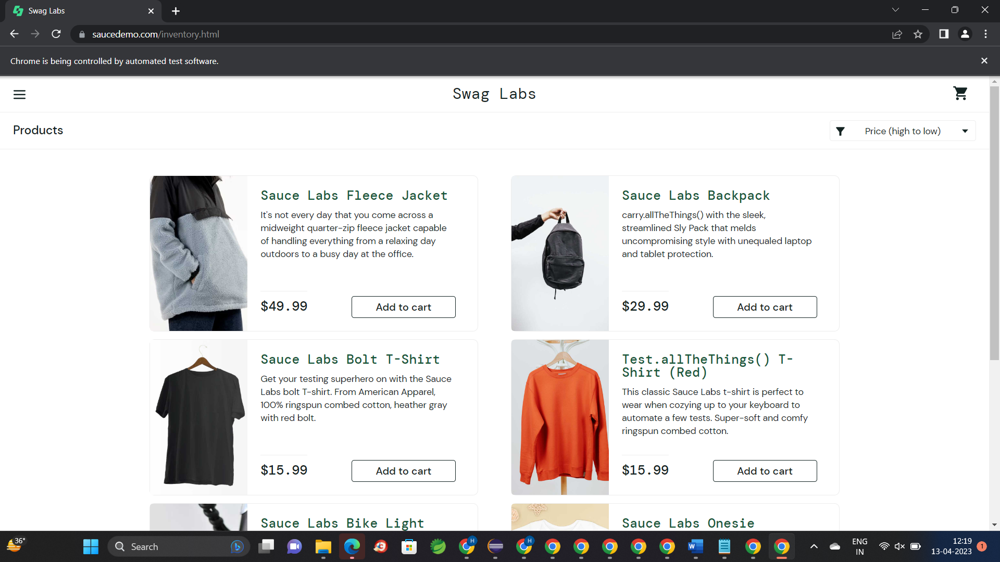 Swag Labs
saucedemo.com/inventory.html
Chrome is being controlled by automated test software.
Swag Labs
Products
Price (high to low)
Sauce Labs Fleece Jacket
It's not every day that you come across a
midweight quarter-zip fleece jacket capable
of handling everything from a relaxing day
outdoors to a busy day at the office.
$49.99
Add to cart
Sauce Labs Backpack
carry.allTheThings() with the sleek,
streamlined Sly Pack that melds
uncompromising style with unequaled laptop
and tablet protection.
$29.99
Add to cart
Sauce Labs Bolt T-Shirt
Get your testing superhero on with the Sauce
Labs bolt T-shirt. From American Apparel,
100% ringspun combed cotton, heather gray
with red bolt.
$15.99
Add to cart
Test.allTheThings() T-
Shirt (Red)
This classic Sauce Labs t-shirt is perfect to
wear when cozying up to your keyboard to
automate a few tests. Super-soft and comfy
ringspun combed cotton.
$15.99
Add to cart
Sauce Labs Bike Light
Sauce Labs Onesie
36°
Search
H
H
W
ENG
IN
12:19
13-04-2023
1